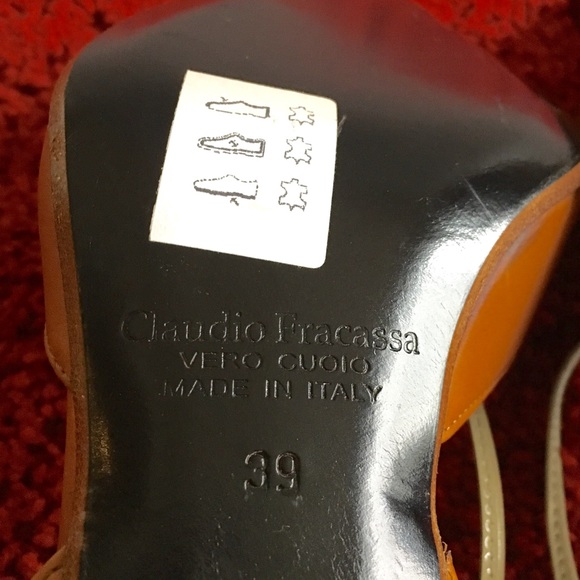 Claudio Fracassa
VERO CUOIO
MADE IN ITALY
39